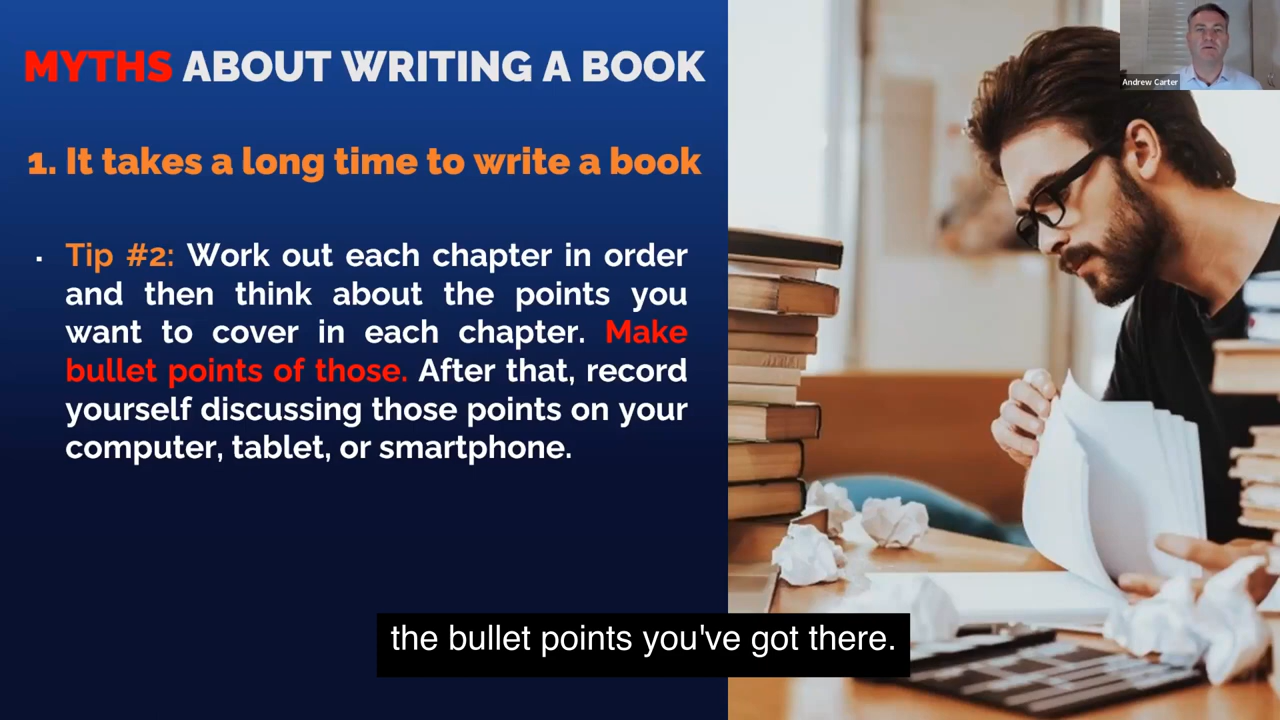 MYTHS ABOUT WRITING A BOOK
1. It takes a long time to write a book
Tip #2: Work out each chapter in order
and then think about the points you
want to cover in each chapter. Make
bullet points of those. After that, record
yourself discussing those points on your
computer, tablet, or smartphone.
Andrew Carter
the bullet points you've got there.